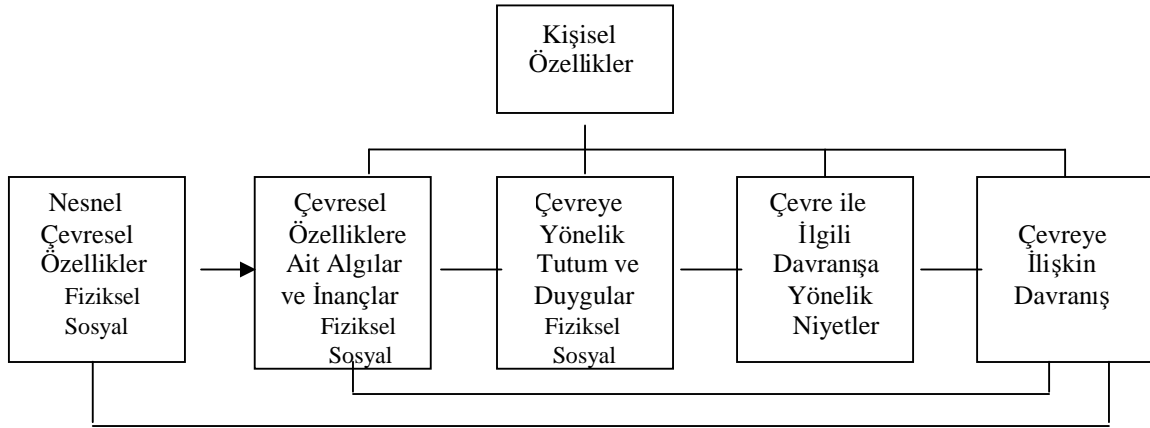 Kişisel
Özellikler
Nesnel
Çevresel
Özellikler
Fiziksel
Sosyal
Çevresel
Özelliklere
Ait Algılar
ve İnançlar
Fiziksel
Sosyal
Çevreye
Yönelik
Tutum ve
Duygular
Fiziksel
Sosyal
Çevre ile
İlgili
Davranışa
Yönelik
Niyetler
Çevreye
İlişkin
Davranış